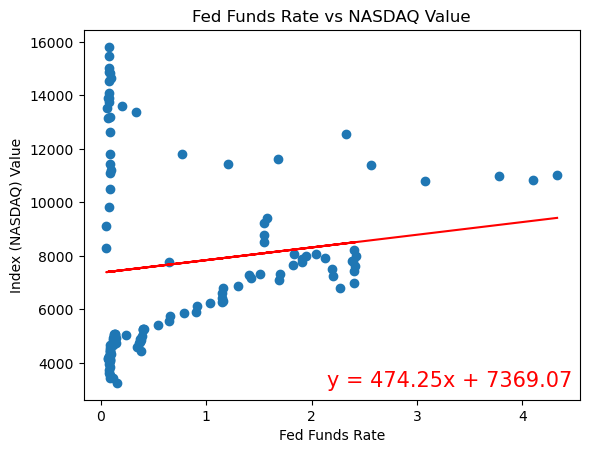 Fed Funds Rate vs NASDAQ Value
Index (NASDAQ) Value
16000
14000
12000
10000
8000
6000
4000
y = 474.25x + 7369.07
0 1 2 3 4
Fed Funds Rate